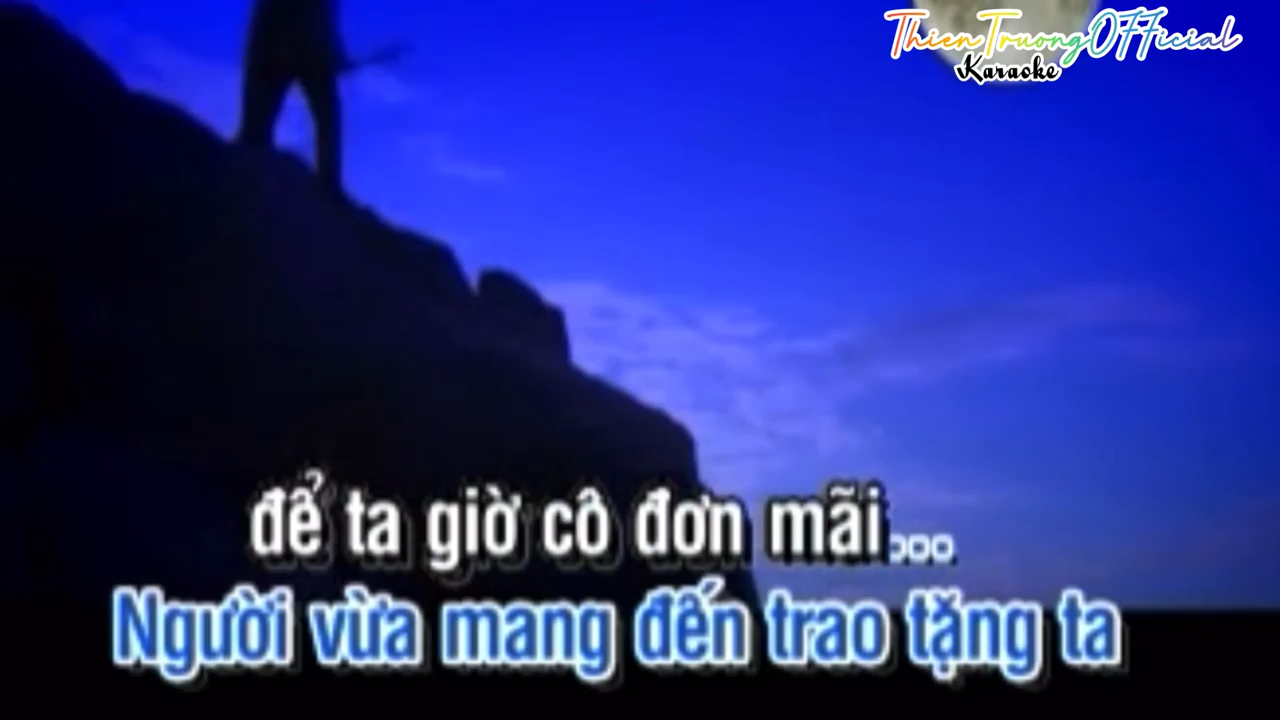 ThienTruongOFFicial
Karaoke
để ta giờ cô đơn mãi...
Người vừa mang đến trao tặng ta